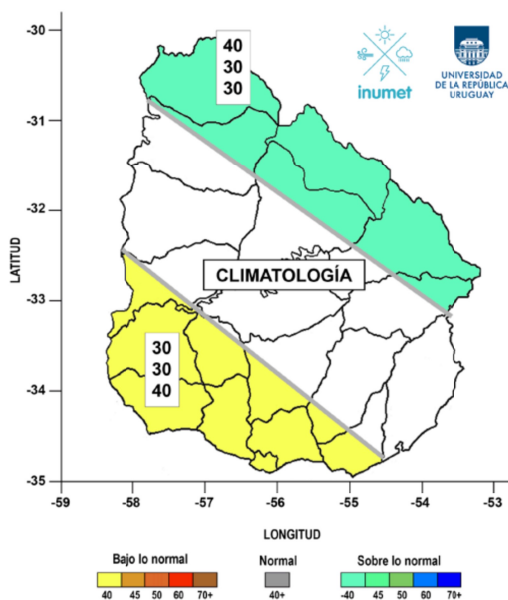 -30
40
30
30
inumet
UNIVERSIDAD
DE LA REPÚBLICA
URUGUAY
-31
-32
LATITUD
CLIMATOLOGÍA
-33
30
30
40
-34
-35
-59 -58 -57 -56 -55 -54 -53
LONGITUD
Bajo lo normal Normal Sobre lo normal
40 45 50 60 70+ 40+ -40 45 50 60 70+